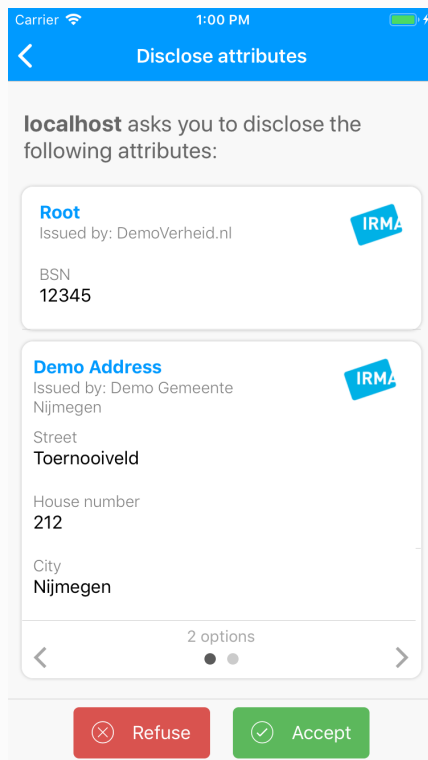 Carrier 1:00 PM
Disclose attributes
localhost asks you to disclose the
following attributes:
Root
Issued by: DemoVerheid.nl
IRMA
BSN
12345
Demo Address
Issued by: Demo Gemeente
Nijmegen
IRMA
Street
Toernooiveld
House number
212
City
Nijmegen
2 options
Refuse Accept